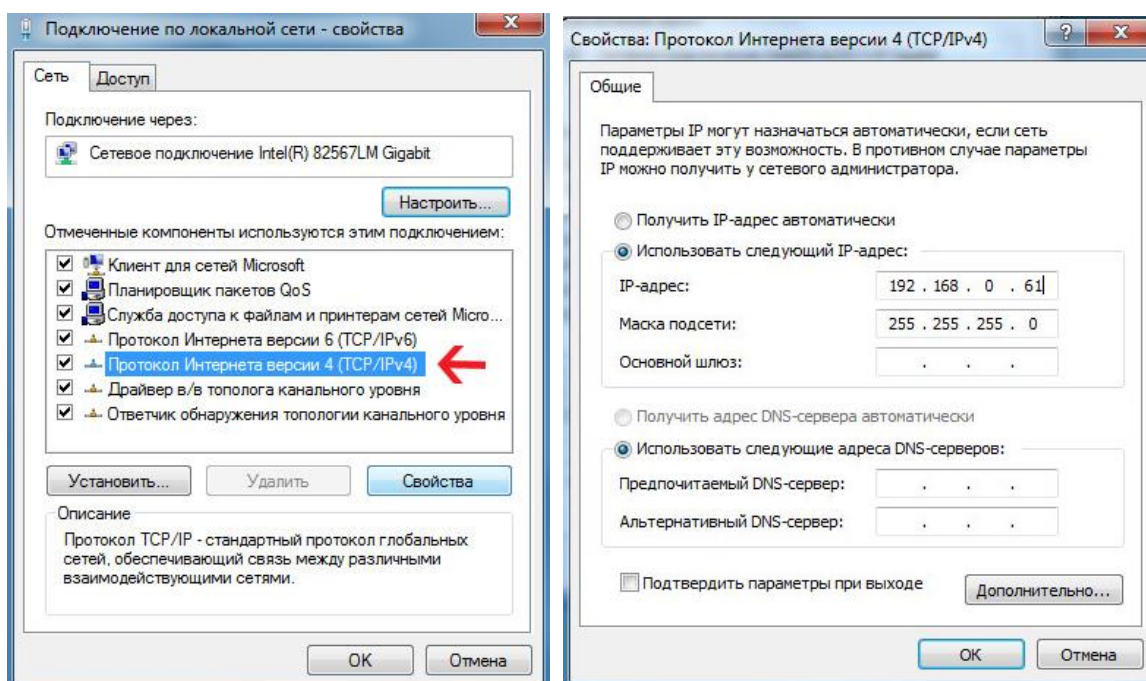 Подключение по локальной сети - свойства
Сеть Доступ
Подключение через:
Сетевое подключение Intel(R) 82567LM Gigabit
Настроить...
Отмеченные компоненты используются этим подключением:
Клиент для сетей Microsoft
Планировщик пакетов QoS
Служба доступа к файлам и принтерам сетей Micro...
Протокол Интернета версии 6 (TCP/IPv6)
Протокол Интернета версии 4 (TCP/IPv4)
Драйвер в/в тополога канального уровня
Ответчик обнаружения топологии канального уровня
Установить... Удалить Свойства
Описание
Протокол TCP/IP - стандартный протокол глобальных
сетей, обеспечивающий связь между различными
взаимодействующими сетями.
OK Отмена
Свойства: Протокол Интернета версии 4 (TCP/IPv4)
Общие
Параметры IP могут назначаться автоматически, если сеть
поддерживает эту возможность. В противном случае параметры
IP можно получить у сетевого администратора.
Получить IP-адрес автоматически
Использовать следующий IP-адрес:
IP-адрес: 192 . 168 . 0 . 61
Маска подсети: 255 . 255 . 255 . 0
Основной шлюз: . . .
Получить адрес DNS-сервера автоматически
Использовать следующие адреса DNS-серверов:
Предпочитаемый DNS-сервер: . . .
Альтернативный DNS-сервер: . . .
Подтвердить параметры при выходе
Дополнительно...
OK Отмена